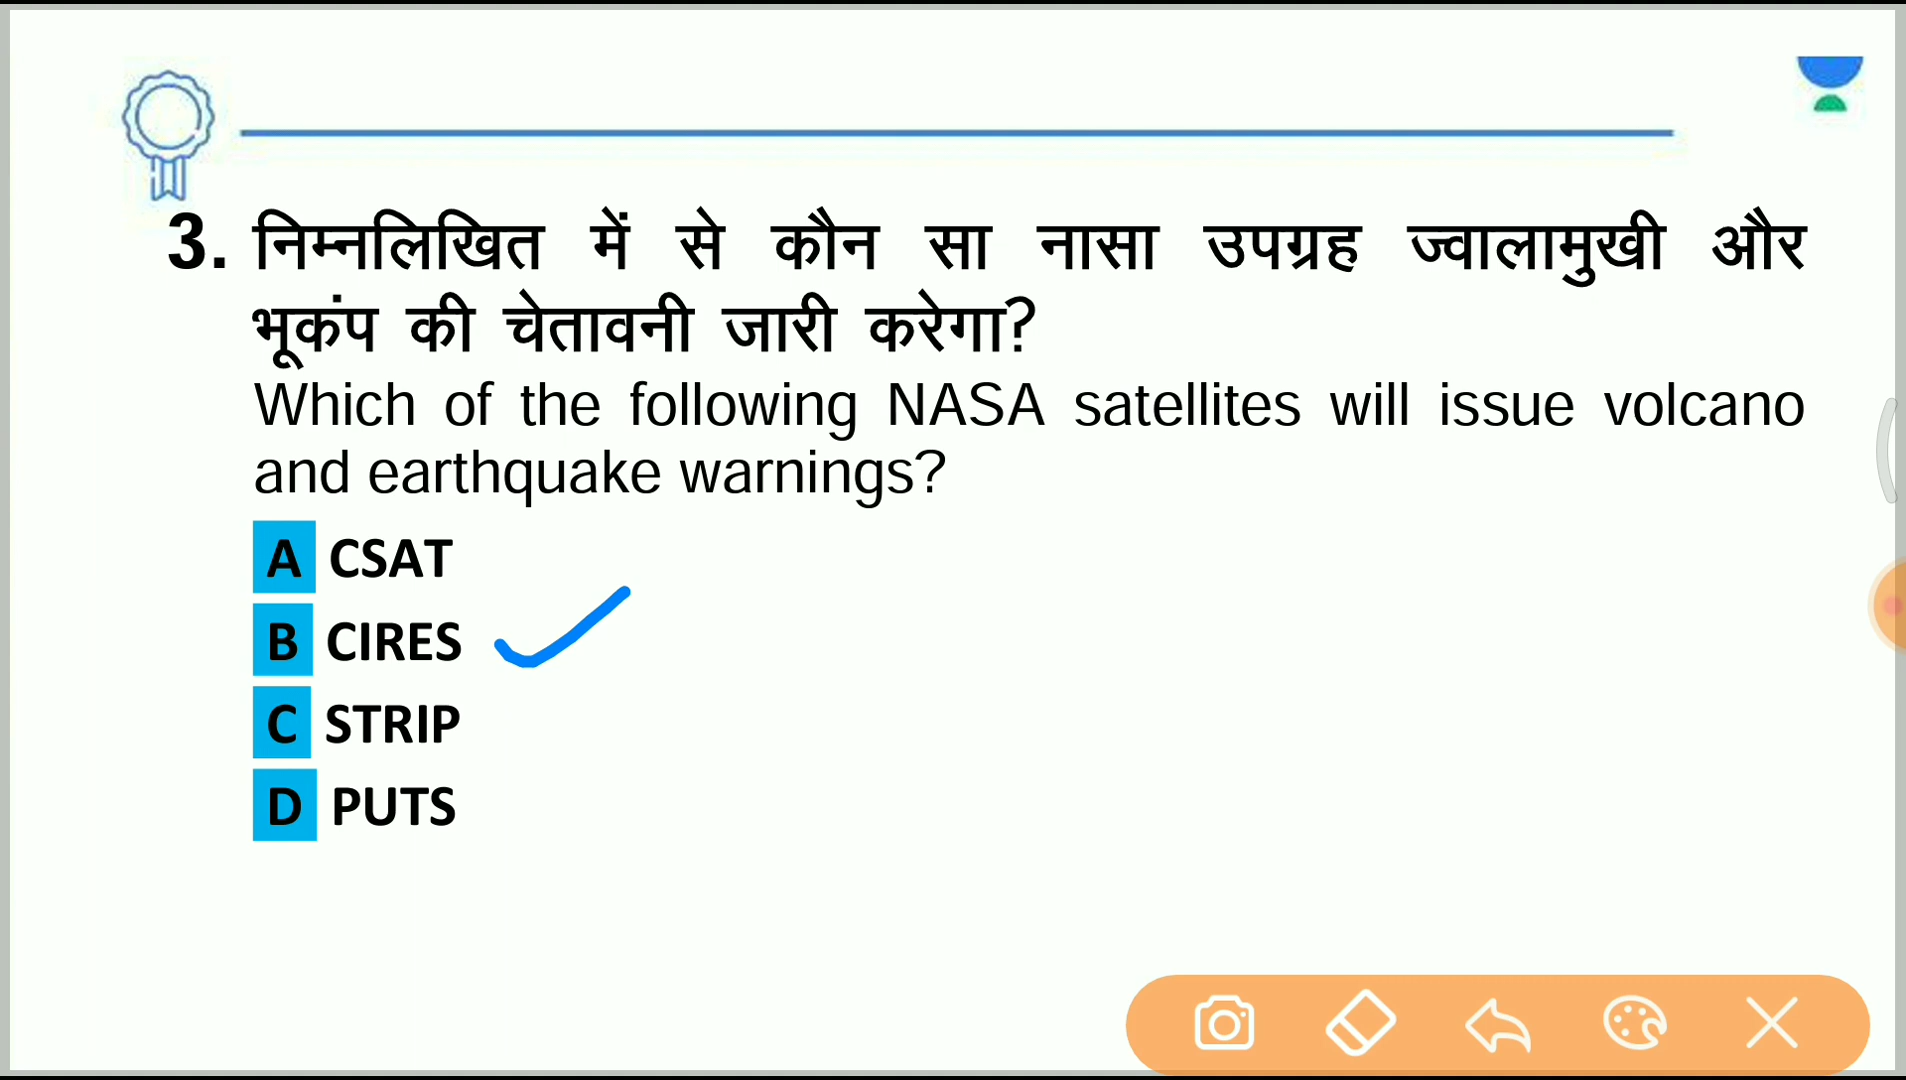 3. निम्नलिखित में से कौन सा नासा उपग्रह ज्वालामुखी और
भूकंप की चेतावनी जारी करेगा?
Which of the following NASA satellites will issue volcano
and earthquake warnings?
A CSAT
B CIRES
C STRIP
D PUTS